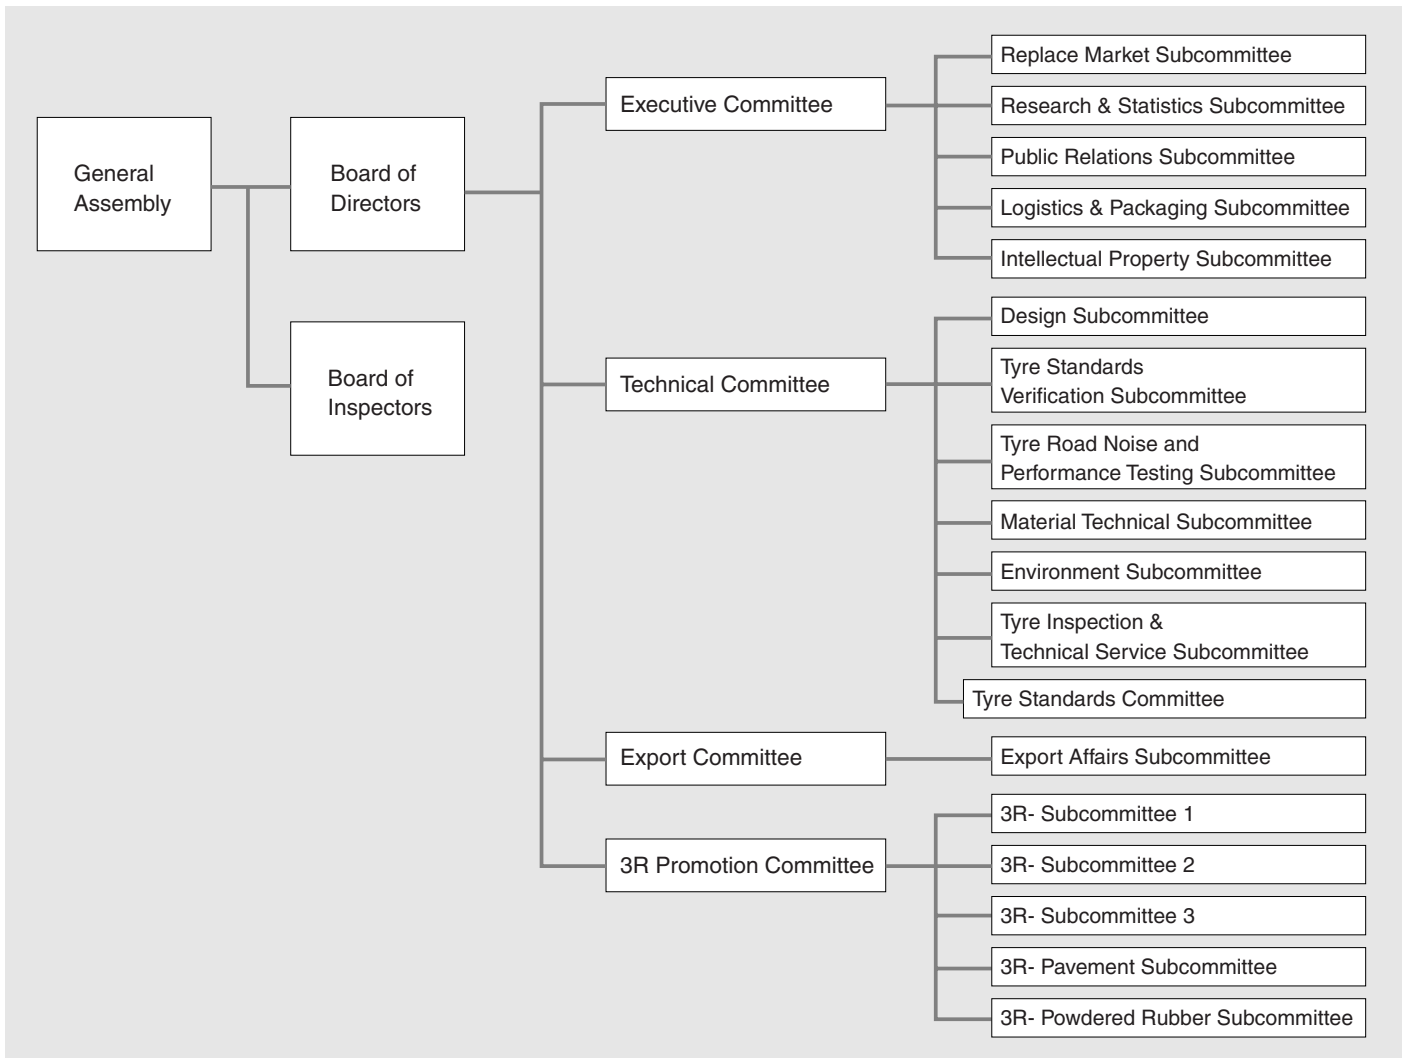 General
Assembly
Board of
Directors
Board of
Inspectors
Executive Committee
Replace Market Subcommittee
Research & Statistics Subcommittee
Public Relations Subcommittee
Logistics & Packaging Subcommittee
Intellectual Property Subcommittee
Technical Committee
Design Subcommittee
Tyre Standards
Verification Subcommittee
Tyre Road Noise and
Performance Testing Subcommittee
Material Technical Subcommittee
Environment Subcommittee
Tyre Inspection &
Technical Service Subcommittee
Tyre Standards Committee
Export Committee
Export Affairs Subcommittee
3R Promotion Committee
3R- Subcommittee 1
3R- Subcommittee 2
3R- Subcommittee 3
3R- Pavement Subcommittee
3R- Powdered Rubber Subcommittee